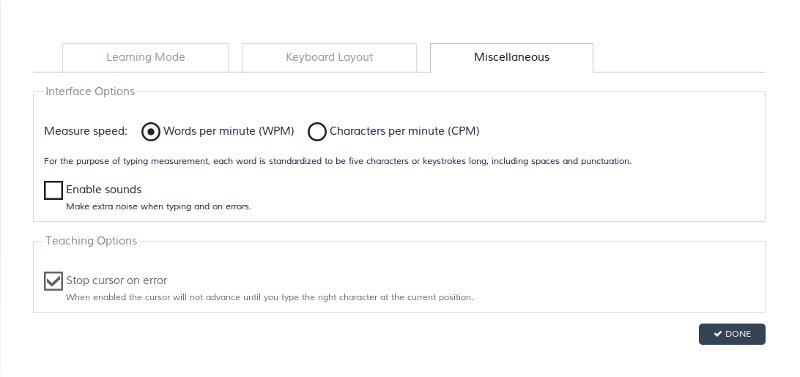 Learning Mode
Keyboard Layout
Miscellaneous
Interface Options
Measure speed: Words per minute (WPM) Characters per minute (CPM)
For the purpose of typing measurement, each word is standardized to be five characters or keystrokes long, including spaces and punctuation.
Enable sounds
Make extra noise when typing and on errors.
Teaching Options
Stop cursor on error
When enabled the cursor will not advance until you type the right character at the current position.
DONE